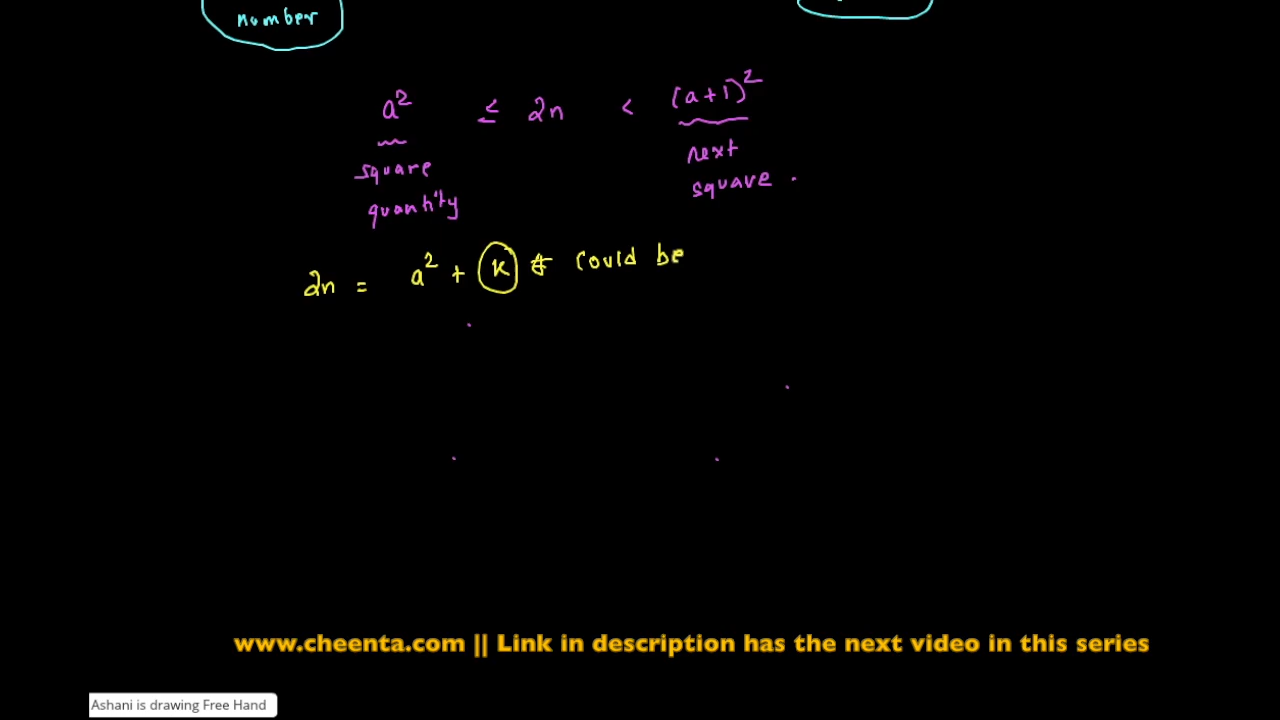 number
a² ≤ 2n < (a+1)²
square quantity
next square.
2n = a² + k ← could be
www.cheenta.com || Link in description has the next video in this series
Ashani is drawing Free Hand